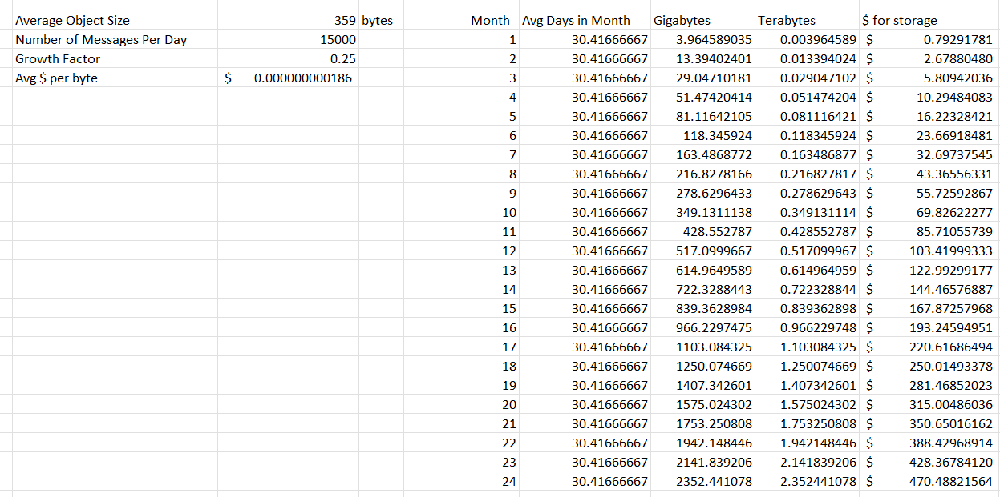 Average Object Size 359 bytes Month Avg Days in Month Gigabytes Terabytes $ for storage
Number of Messages Per Day 15000 1 30.41666667 3.964589035 0.003964589 $ 0.79291781
Growth Factor 0.25 2 30.41666667 13.39402401 0.013394024 $ 2.67880480
Avg $ per byte $ 0.000000000186 3 30.41666667 29.04710181 0.029047102 $ 5.80942036
4 30.41666667 51.47420414 0.051474204 $ 10.29484083
5 30.41666667 81.11642105 0.081116421 $ 16.22328421
6 30.41666667 118.345924 0.118345924 $ 23.66918481
7 30.41666667 163.4868772 0.163486877 $ 32.69737545
8 30.41666667 216.8278166 0.216827817 $ 43.36556331
9 30.41666667 278.6296433 0.278629643 $ 55.72592867
10 30.41666667 349.1311138 0.349131114 $ 69.82622277
11 30.41666667 428.552787 0.428552787 $ 85.71055739
12 30.41666667 517.0999667 0.517099967 $ 103.41999333
13 30.41666667 614.9649589 0.614964959 $ 122.99299177
14 30.41666667 722.3288443 0.722328844 $ 144.46576887
15 30.41666667 839.3628984 0.839362898 $ 167.87257968
16 30.41666667 966.2297475 0.966229748 $ 193.24594951
17 30.41666667 1103.084325 1.103084325 $ 220.61686494
18 30.41666667 1250.074669 1.250074669 $ 250.01493378
19 30.41666667 1407.342601 1.407342601 $ 281.46852023
20 30.41666667 1575.024302 1.575024302 $ 315.00486036
21 30.41666667 1753.250808 1.753250808 $ 350.65016162
22 30.41666667 1942.148446 1.942148446 $ 388.42968914
23 30.41666667 2141.839206 2.141839206 $ 428.36784120
24 30.41666667 2352.441078 2.352441078 $ 470.48821564